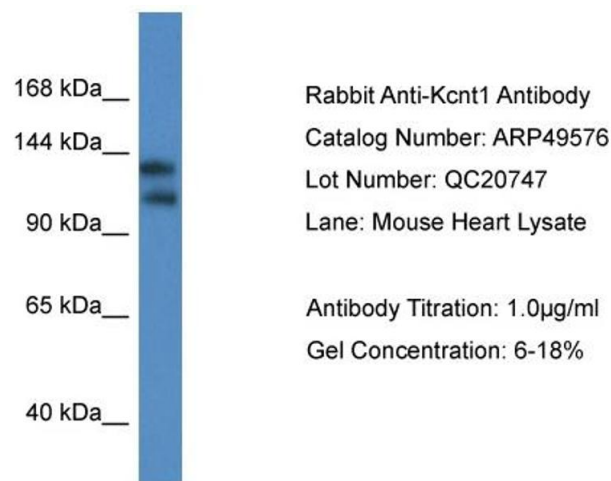 168 kDa
Rabbit Anti-Kcnt1 Antibody
144 kDa
Catalog Number: ARP49576
Lot Number: QC20747
90 kDa
Lane: Mouse Heart Lysate
65 kDa
Antibody Titration: 1.0µg/ml
Gel Concentration: 6-18%
40 kDa